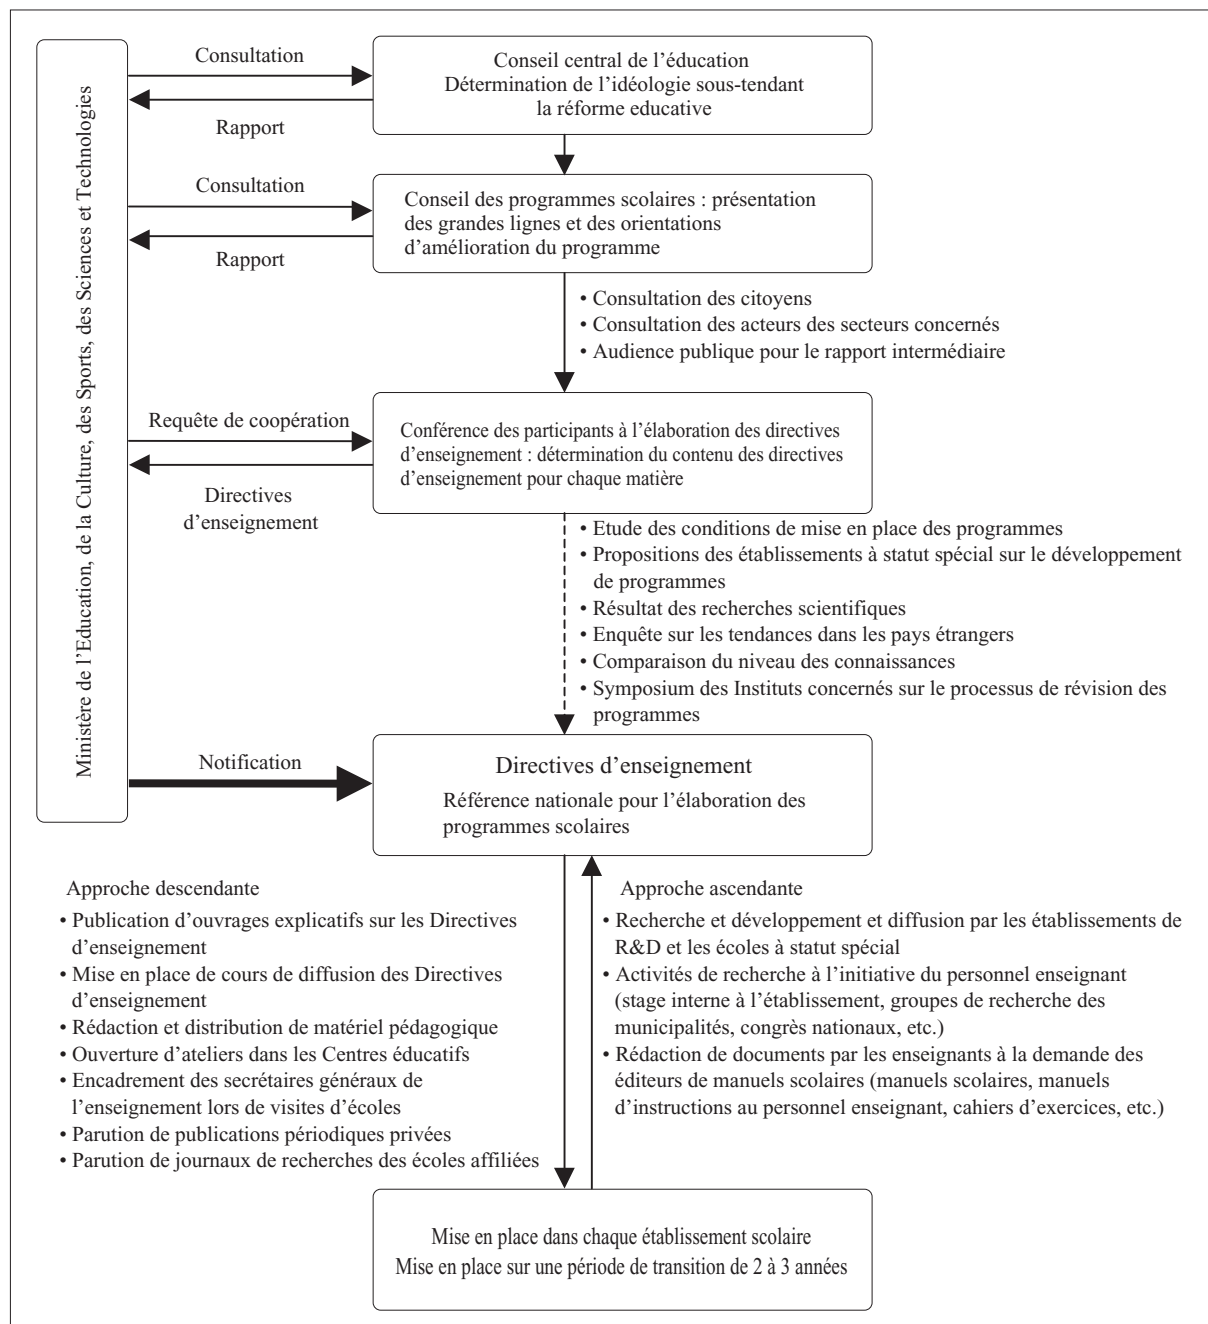 Ministère de l’Education, de la Culture, des Sports, des Sciences et Technologies
Consultation
Rapport
Conseil central de l’éducation
Détermination de l’idéologie sous-tendant
la réforme educative
Consultation
Rapport
Conseil des programmes scolaires : présentation
des grandes lignes et des orientations
d’amélioration du programme
• Consultation des citoyens
• Consultation des acteurs des secteurs concernés
• Audience publique pour le rapport intermédiaire
Requête de coopération
Directives
d’enseignement
Conférence des participants à l’élaboration des directives
d’enseignement : détermination du contenu des directives
d’enseignement pour chaque matière
• Etude des conditions de mise en place des programmes
• Propositions des établissements à statut spécial sur le développement
de programmes
• Résultat des recherches scientifiques
• Enquête sur les tendances dans les pays étrangers
• Comparaison du niveau des connaissances
• Symposium des Instituts concernés sur le processus de révision des
programmes
Notification
Directives d’enseignement
Référence nationale pour l’élaboration des
programmes scolaires
Approche descendante
• Publication d’ouvrages explicatifs sur les Directives
d’enseignement
• Mise en place de cours de diffusion des Directives
d’enseignement
• Rédaction et distribution de matériel pédagogique
• Ouverture d’ateliers dans les Centres éducatifs
• Encadrement des secrétaires généraux de
l’enseignement lors de visites d’écoles
• Parution de publications périodiques privées
• Parution de journaux de recherches des écoles affiliées
Approche ascendante
• Recherche et développement et diffusion par les établissements de
R&D et les écoles à statut spécial
• Activités de recherche à l’initiative du personnel enseignant
(stage interne à l’établissement, groupes de recherche des
municipalités, congrès nationaux, etc.)
• Rédaction de documents par les enseignants à la demande des
éditeurs de manuels scolaires (manuels scolaires, manuels
d’instructions au personnel enseignant, cahiers d’exercices, etc.)
Mise en place dans chaque établissement scolaire
Mise en place sur une période de transition de 2 à 3 années